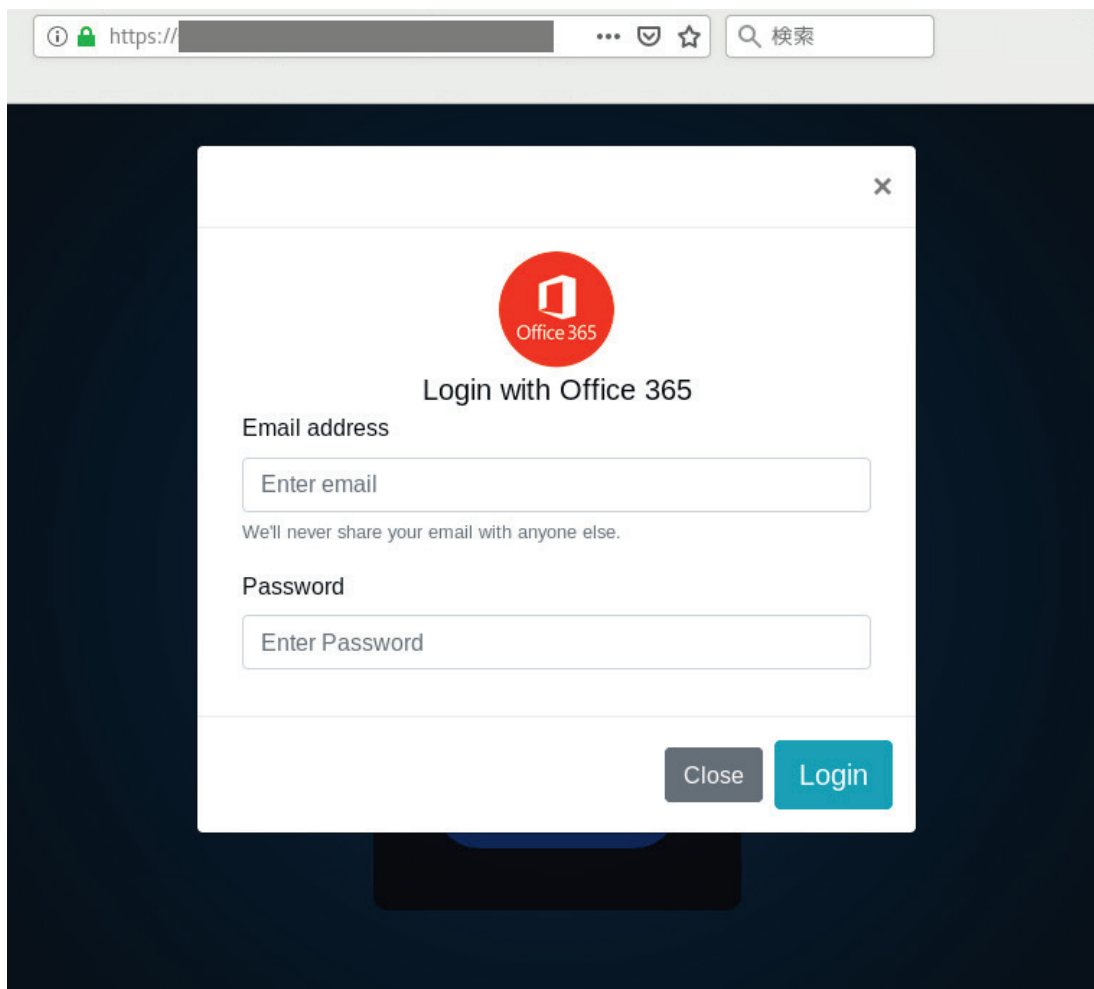 https://
検索
×
Office 365
Login with Office 365
Email address
Enter email
We'll never share your email with anyone else.
Password
Enter Password
Close
Login